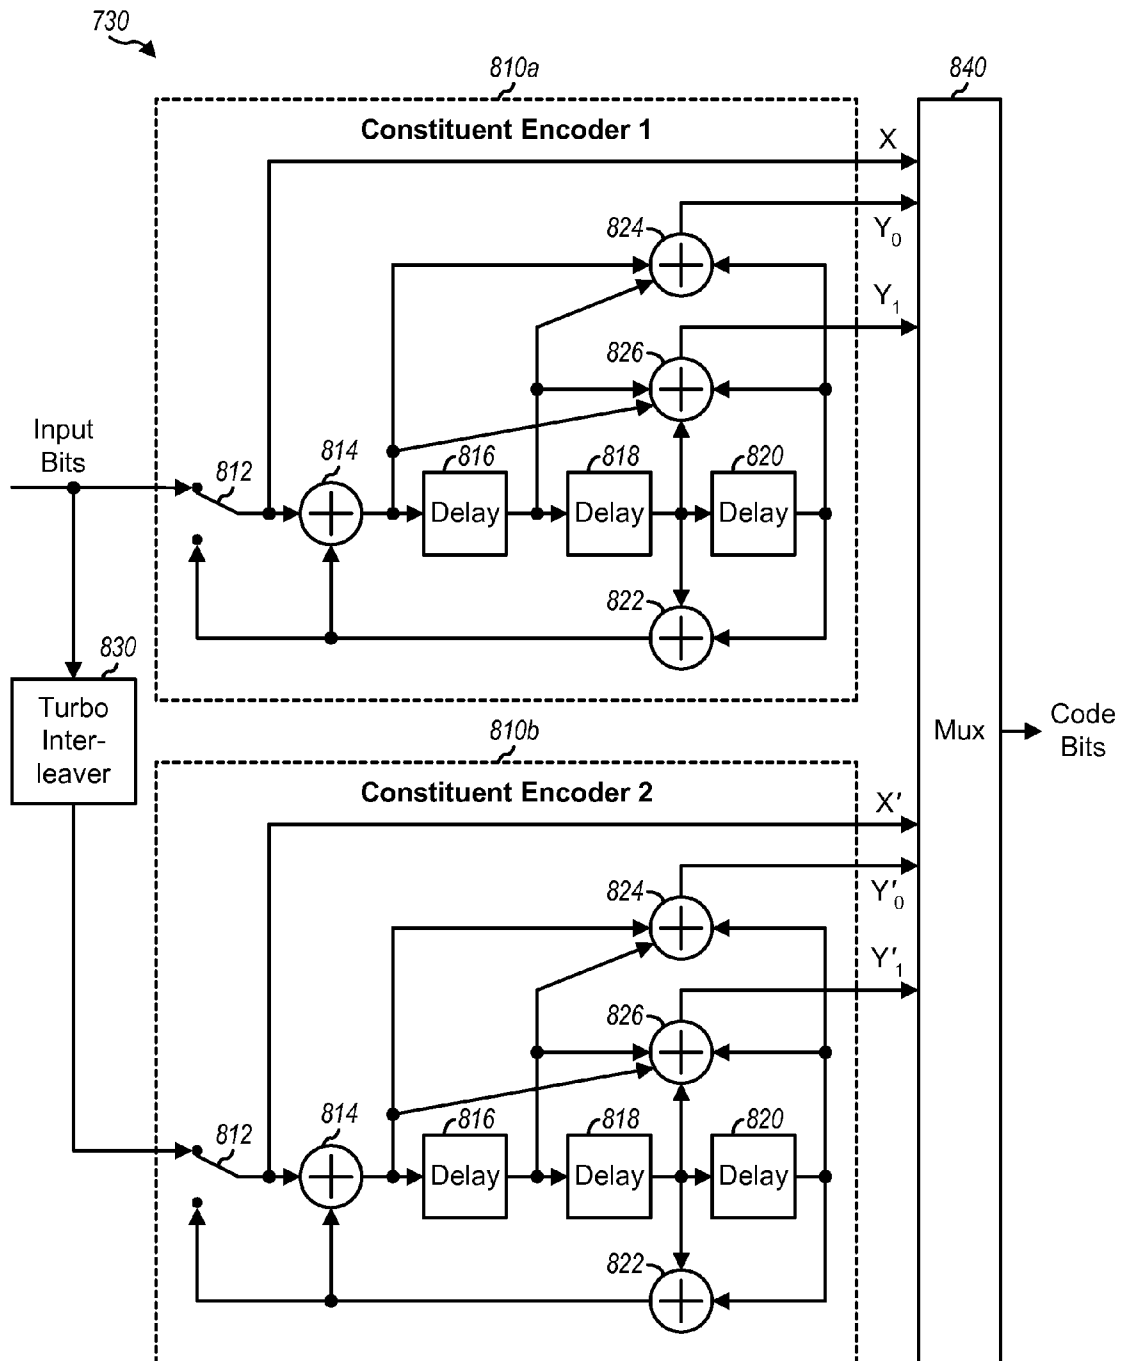 730
810a
840
Constituent Encoder 1
X
824
Y0
Y1
826
Input
Bits
812
814
816
818
820
Delay
Delay
Delay
822
830
Turbo
Inter-
leaver
Mux
Code
Bits
810b
Constituent Encoder 2
X′
824
Y′0
Y′1
826
812
814
816
818
820
Delay
Delay
Delay
822